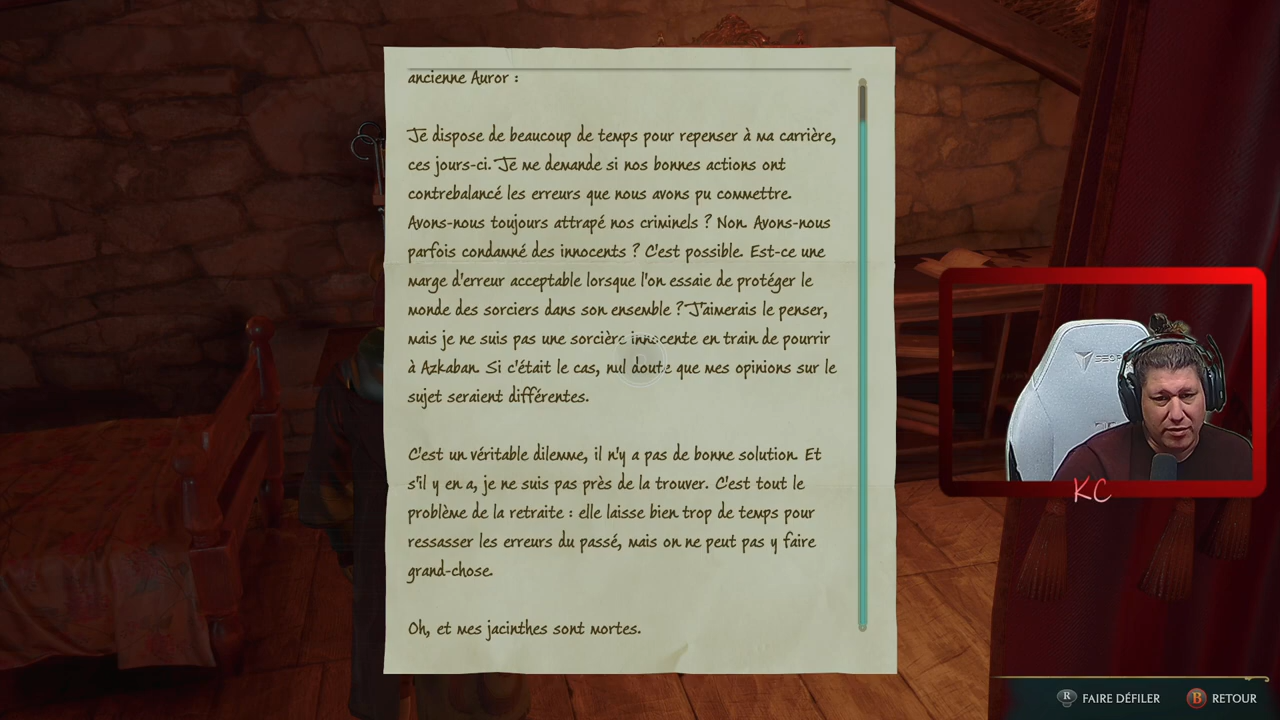 ancienne Auror :
Je dispose de beaucoup de temps pour repenser à ma carrière,
ces jours-ci. Je me demande si nos bonnes actions ont
contrebalancé les erreurs que nous avons pu commettre.
Avons-nous toujours attrapé nos criminels ? Non. Avons-nous
parfois condamné des innocents ? C'est possible. Est-ce une
marge d'erreur acceptable lorsque l'on essaie de protéger le
monde des sorciers dans son ensemble ? J'aimerais le penser,
mais je ne suis pas une sorcière innocente en train de pourrir
à Azkaban. Si c'était le cas, nul doute que mes opinions sur le
sujet seraient différentes.
C'est un véritable dilemme, il n'y a pas de bonne solution. Et
s'il y en a, je ne suis pas près de la trouver. C'est tout le
problème de la retraite : elle laisse bien trop de temps pour
ressasser les erreurs du passé, mais on ne peut pas y faire
grand-chose.
Oh, et mes jacinthes sont mortes.
KC
R FAIRE DÉFILER B RETOUR